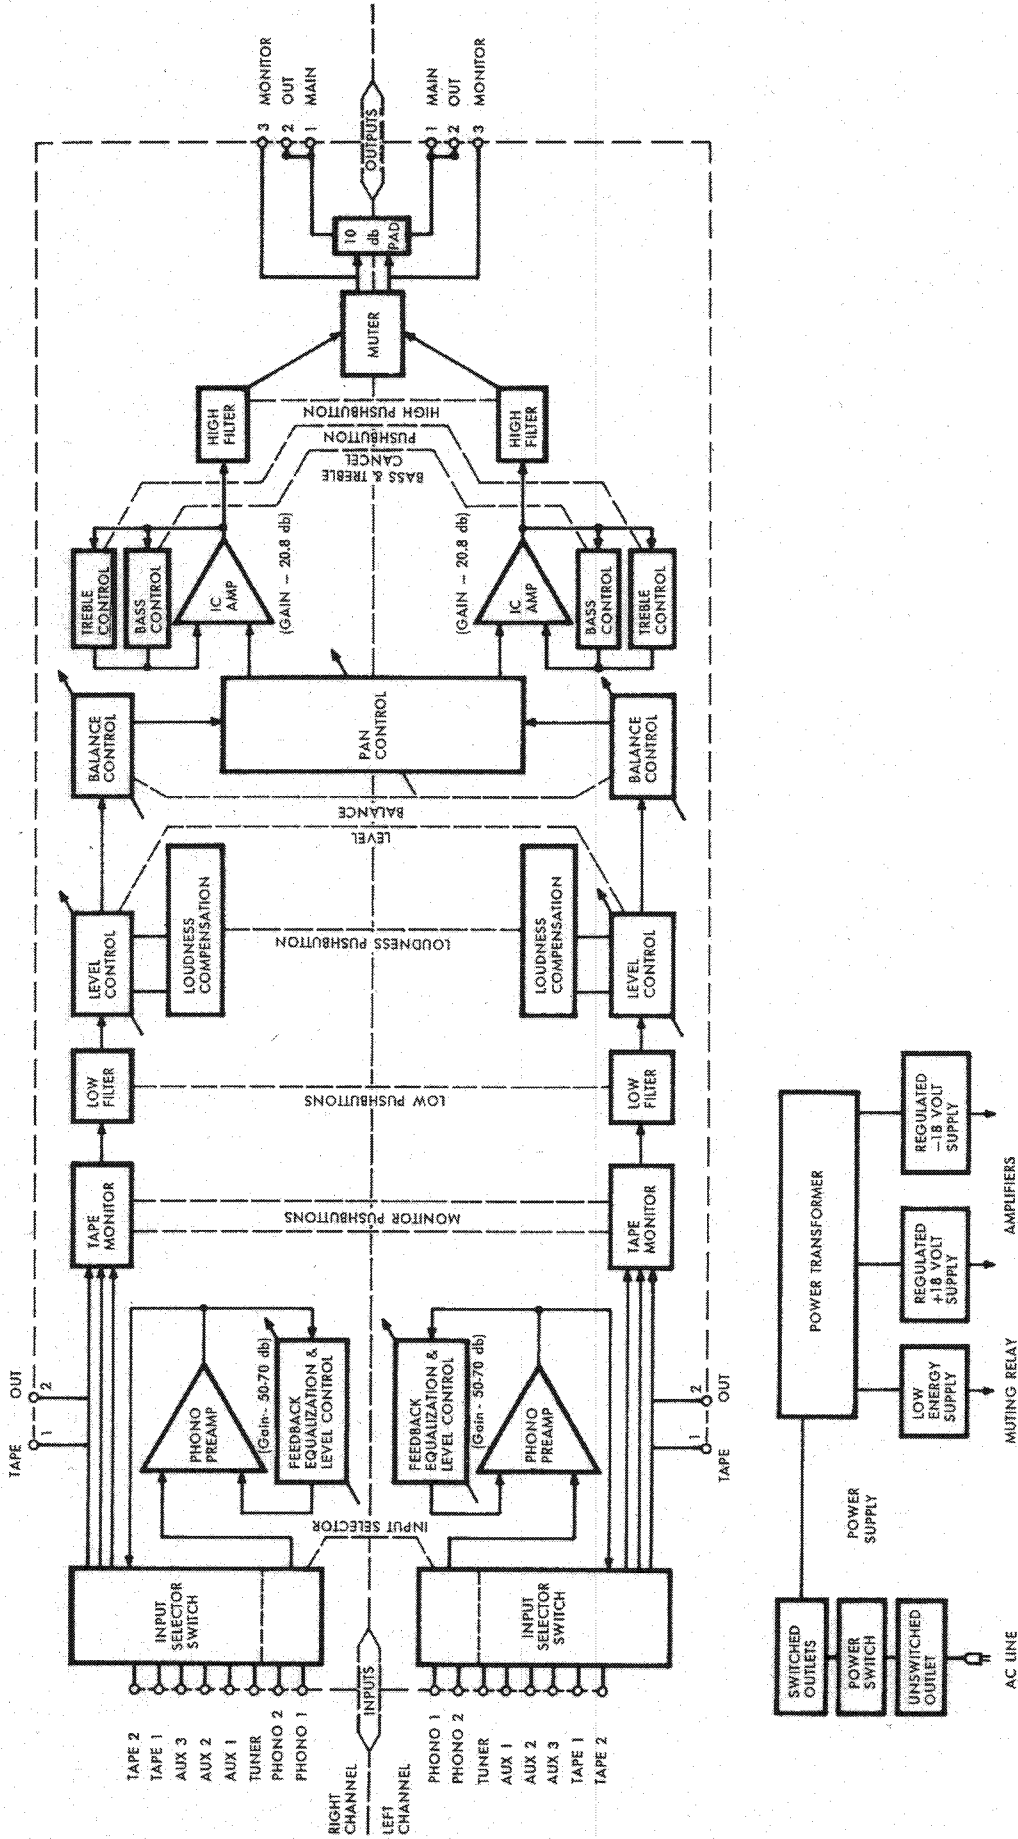 TAPE
OUT
1
2
TAPE 2
TAPE 1
AUX 3
AUX 2
AUX 1
TUNER
PHONO 2
PHONO 1
INPUT
SELECTOR
SWITCH
PHONO
PREAMP
(Gain - 50-70 db)
FEEDBACK
EQUALIZATION &
LEVEL CONTROL
TAPE
MONITOR
LOW
FILTER
LEVEL
CONTROL
LOUDNESS
COMPENSATION
BALANCE
CONTROL
TREBLE
CONTROL
BASS
CONTROL
IC
AMP
(GAIN - 20.8 db)
HIGH
FILTER
3 MONITOR
2 OUT
1 MAIN
RIGHT
CHANNEL
INPUTS
LEFT
CHANNEL
INPUT SELECTOR
MONITOR PUSHBUTTONS
LOW PUSHBUTTONS
LOUDNESS PUSHBUTTON
LEVEL
BALANCE
PAN
CONTROL
BASS & TREBLE
CANCEL
PUSHBUTTON
HIGH PUSHBUTTON
MUTER
10
db
PAD
OUTPUTS
PHONO 1
PHONO 2
TUNER
AUX 1
AUX 2
AUX 3
TAPE 1
TAPE 2
INPUT
SELECTOR
SWITCH
FEEDBACK
EQUALIZATION &
LEVEL CONTROL
(Gain - 50-70 db)
PHONO
PREAMP
TAPE
MONITOR
LOW
FILTER
LOUDNESS
COMPENSATION
LEVEL
CONTROL
BALANCE
CONTROL
(GAIN - 20.8 db)
IC
AMP
BASS
CONTROL
TREBLE
CONTROL
HIGH
FILTER
1 MAIN
2 OUT
3 MONITOR
1
2
TAPE
OUT
SWITCHED
OUTLETS
POWER
SWITCH
UNSWITCHED
OUTLET
AC LINE
POWER
SUPPLY
POWER TRANSFORMER
LOW
ENERGY
SUPPLY
REGULATED
+18 VOLT
SUPPLY
REGULATED
-18 VOLT
SUPPLY
MUTING RELAY
AMPLIFIERS